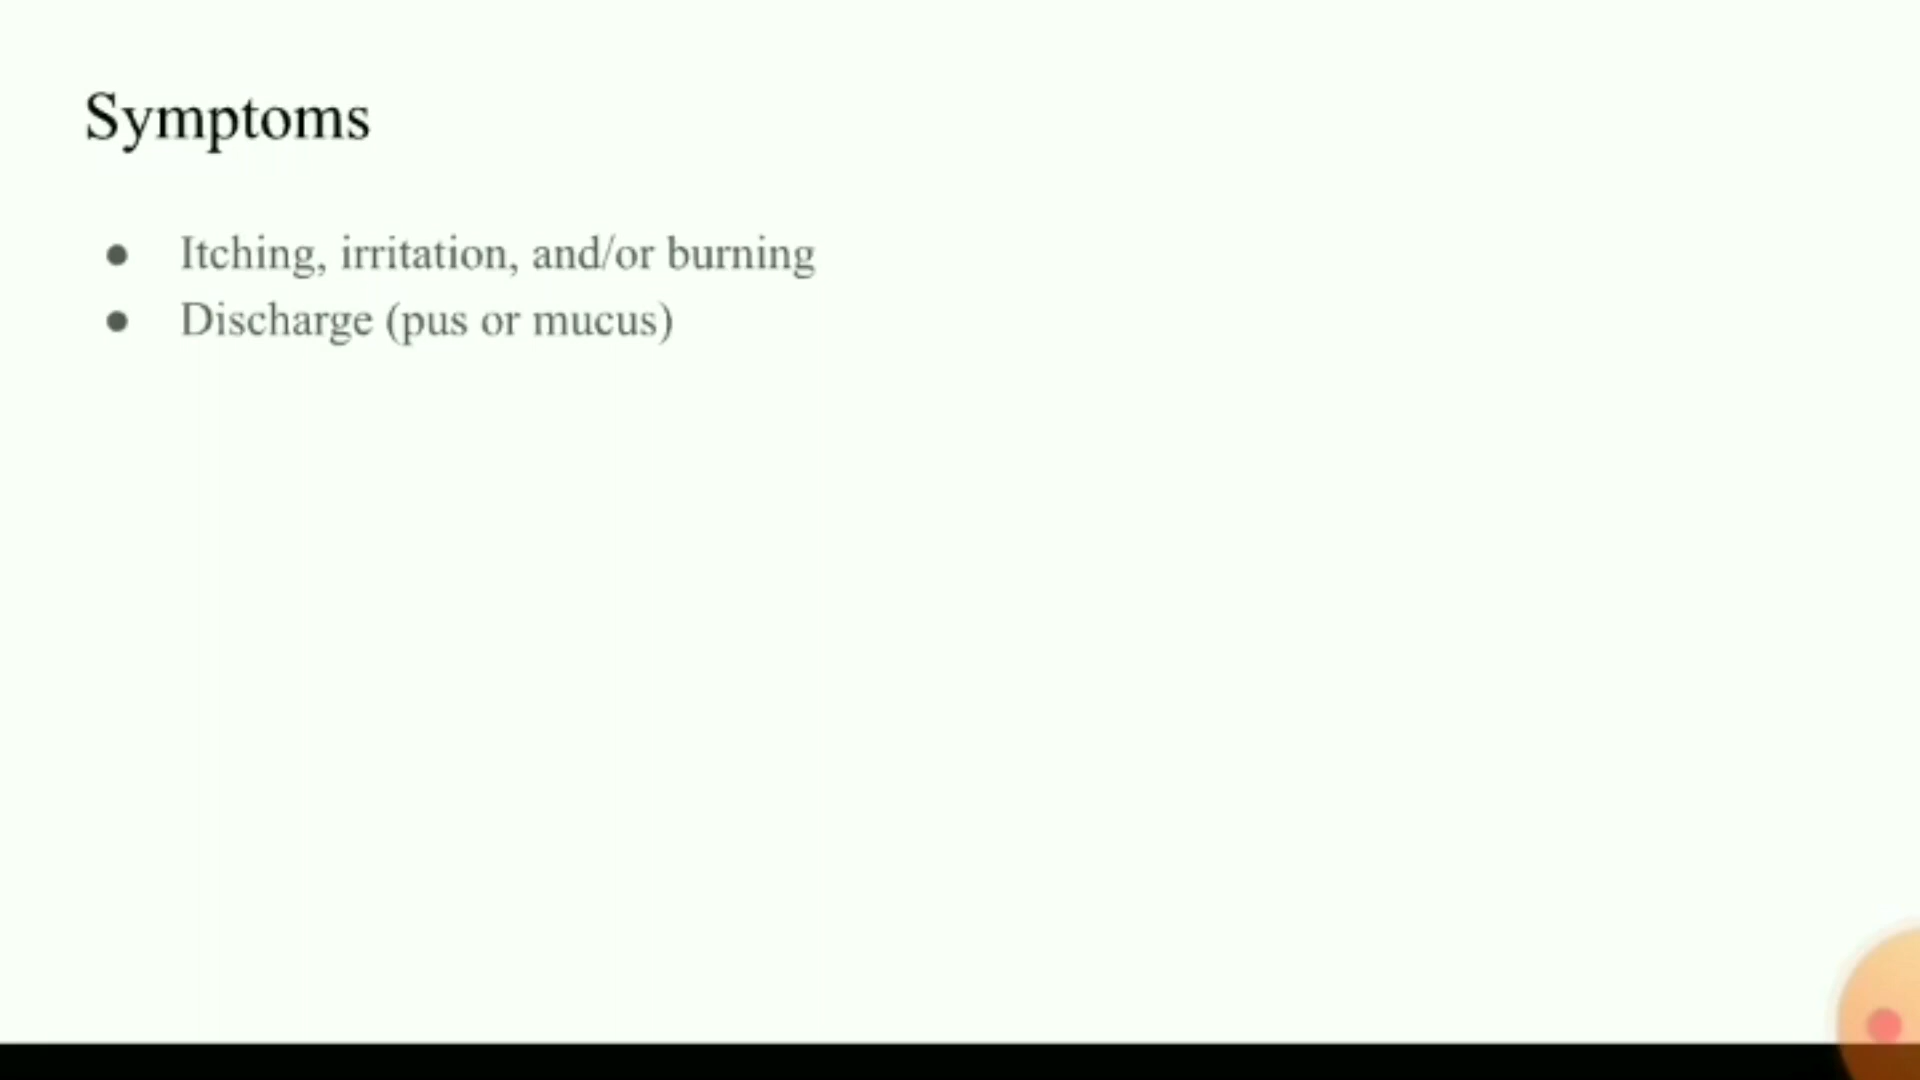 Symptoms
● Itching, irritation, and/or burning
● Discharge (pus or mucus)